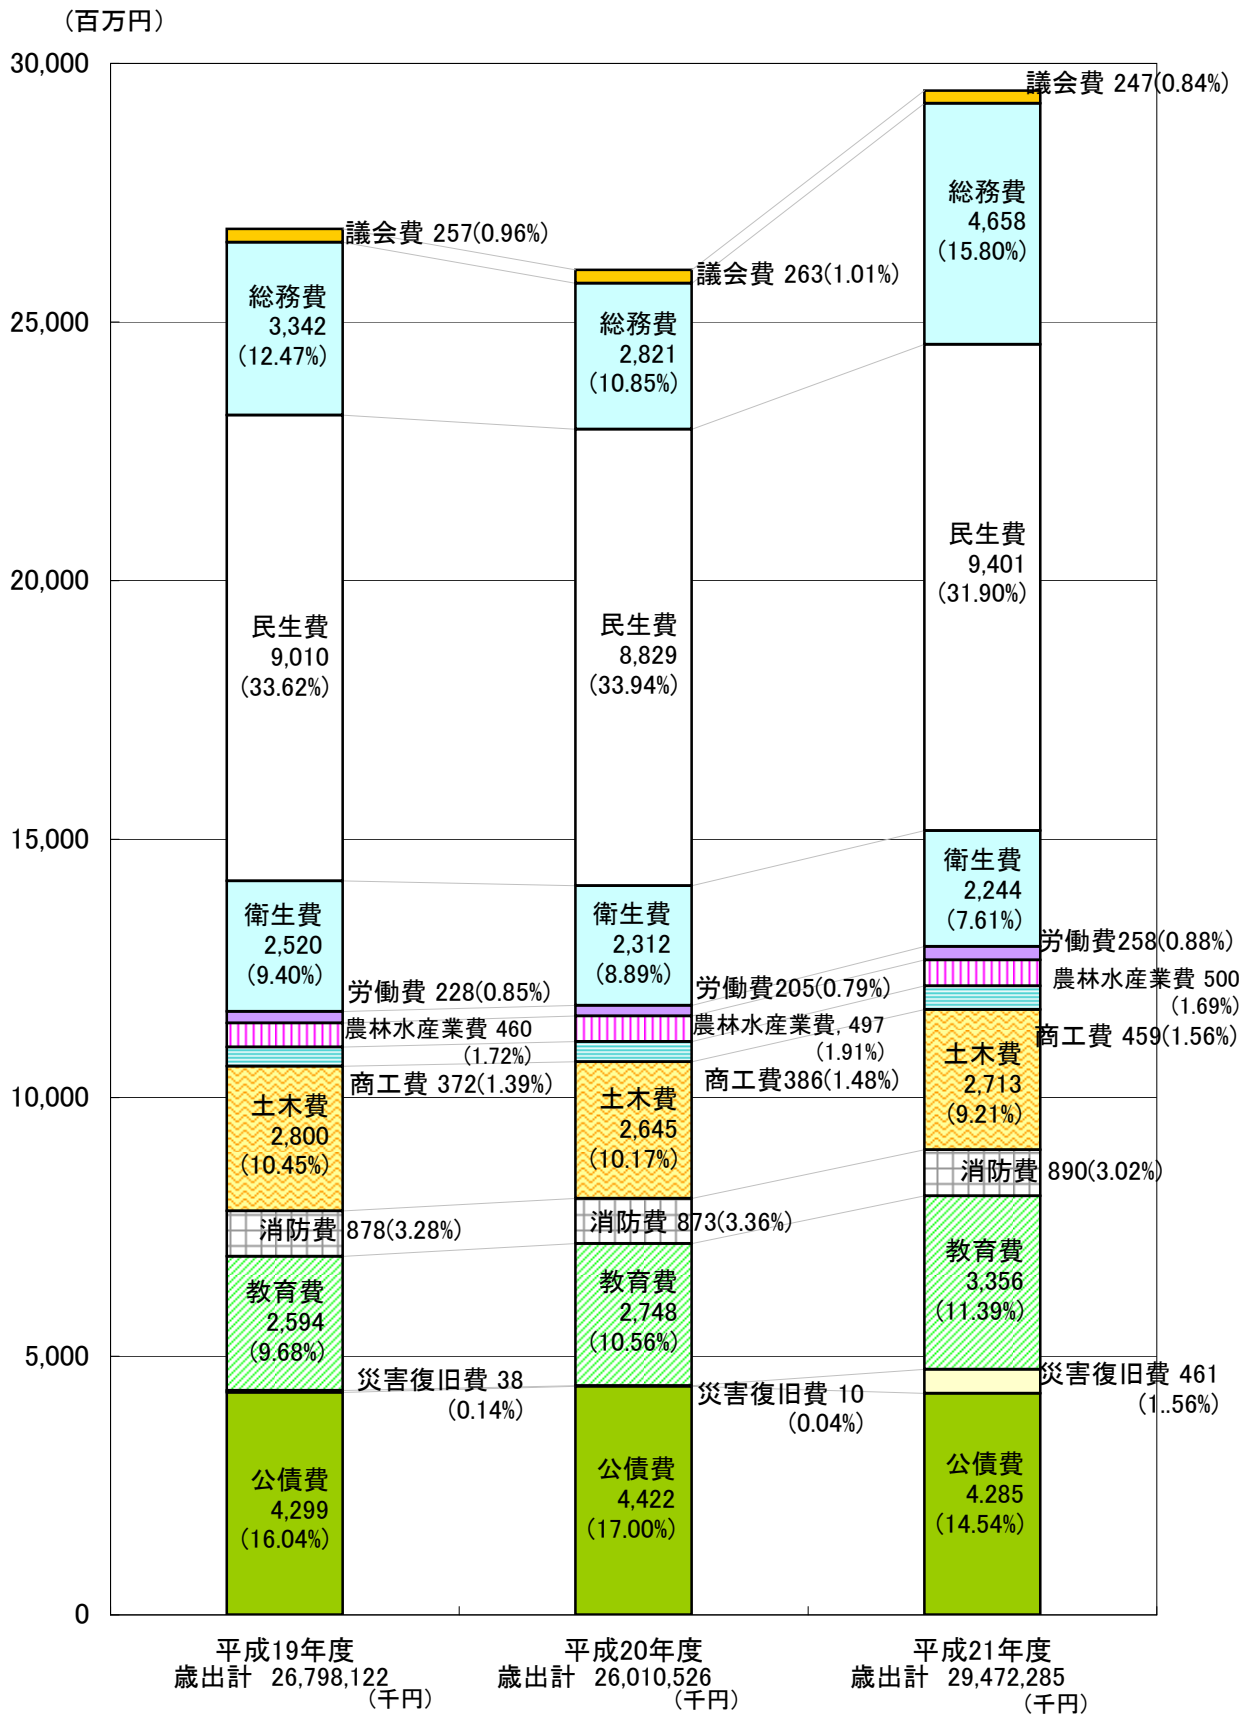 (百万円)
30,000
25,000
20,000
15,000
10,000
5,000
0
議会費 257(0.96%)
総務費
3,342
(12.47%)
民生費
9,010
(33.62%)
衛生費
2,520
(9.40%)
労働費 228(0.85%)
農林水産業費 460
(1.72%)
商工費 372(1.39%)
土木費
2,800
(10.45%)
消防費 878(3.28%)
教育費
2,594
(9.68%)
災害復旧費 38
(0.14%)
公債費
4,299
(16.04%)
平成19年度
歳出計 26,798,122
(千円)
議会費 263(1.01%)
総務費
2,821
(10.85%)
民生費
8,829
(33.94%)
衛生費
2,312
(8.89%)
労働費205(0.79%)
農林水産業費, 497
(1.91%)
商工費386(1.48%)
土木費
2,645
(10.17%)
消防費 873(3.36%)
教育費
2,748
(10.56%)
災害復旧費 10
(0.04%)
公債費
4,422
(17.00%)
平成20年度
歳出計 26,010,526
(千円)
議会費 247(0.84%)
総務費
4,658
(15.80%)
民生費
9,401
(31.90%)
衛生費
2,244
(7.61%)
労働費258(0.88%)
農林水産業費 500
(1.69%)
商工費 459(1.56%)
土木費
2,713
(9.21%)
消防費 890(3.02%)
教育費
3,356
(11.39%)
災害復旧費 461
(1..56%)
公債費
4.285
(14.54%)
平成21年度
歳出計 29,472,285
(千円)